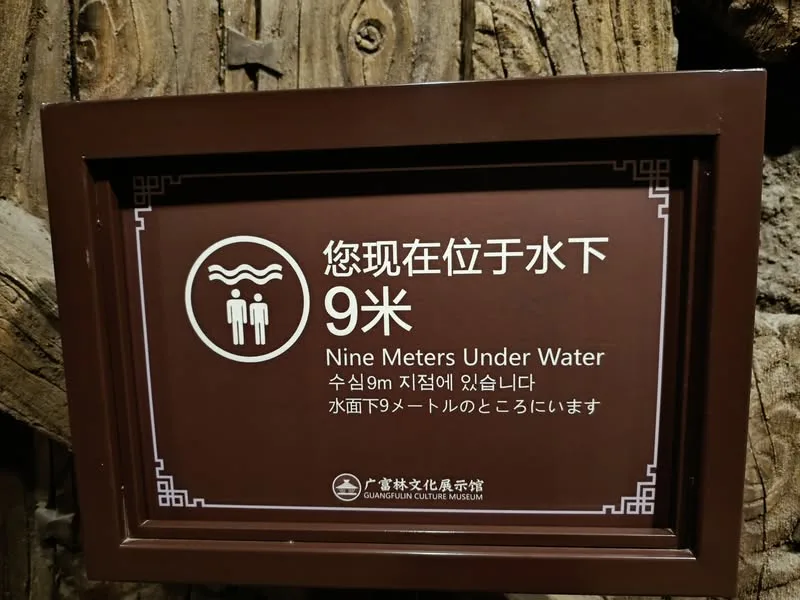 您现在位于水下
9米
Nine Meters Under Water
수심9m 지점에 있습니다
水面下9メートルのところにいます
广富林文化展示馆
GUANGFULIN CULTURE MUSEUM